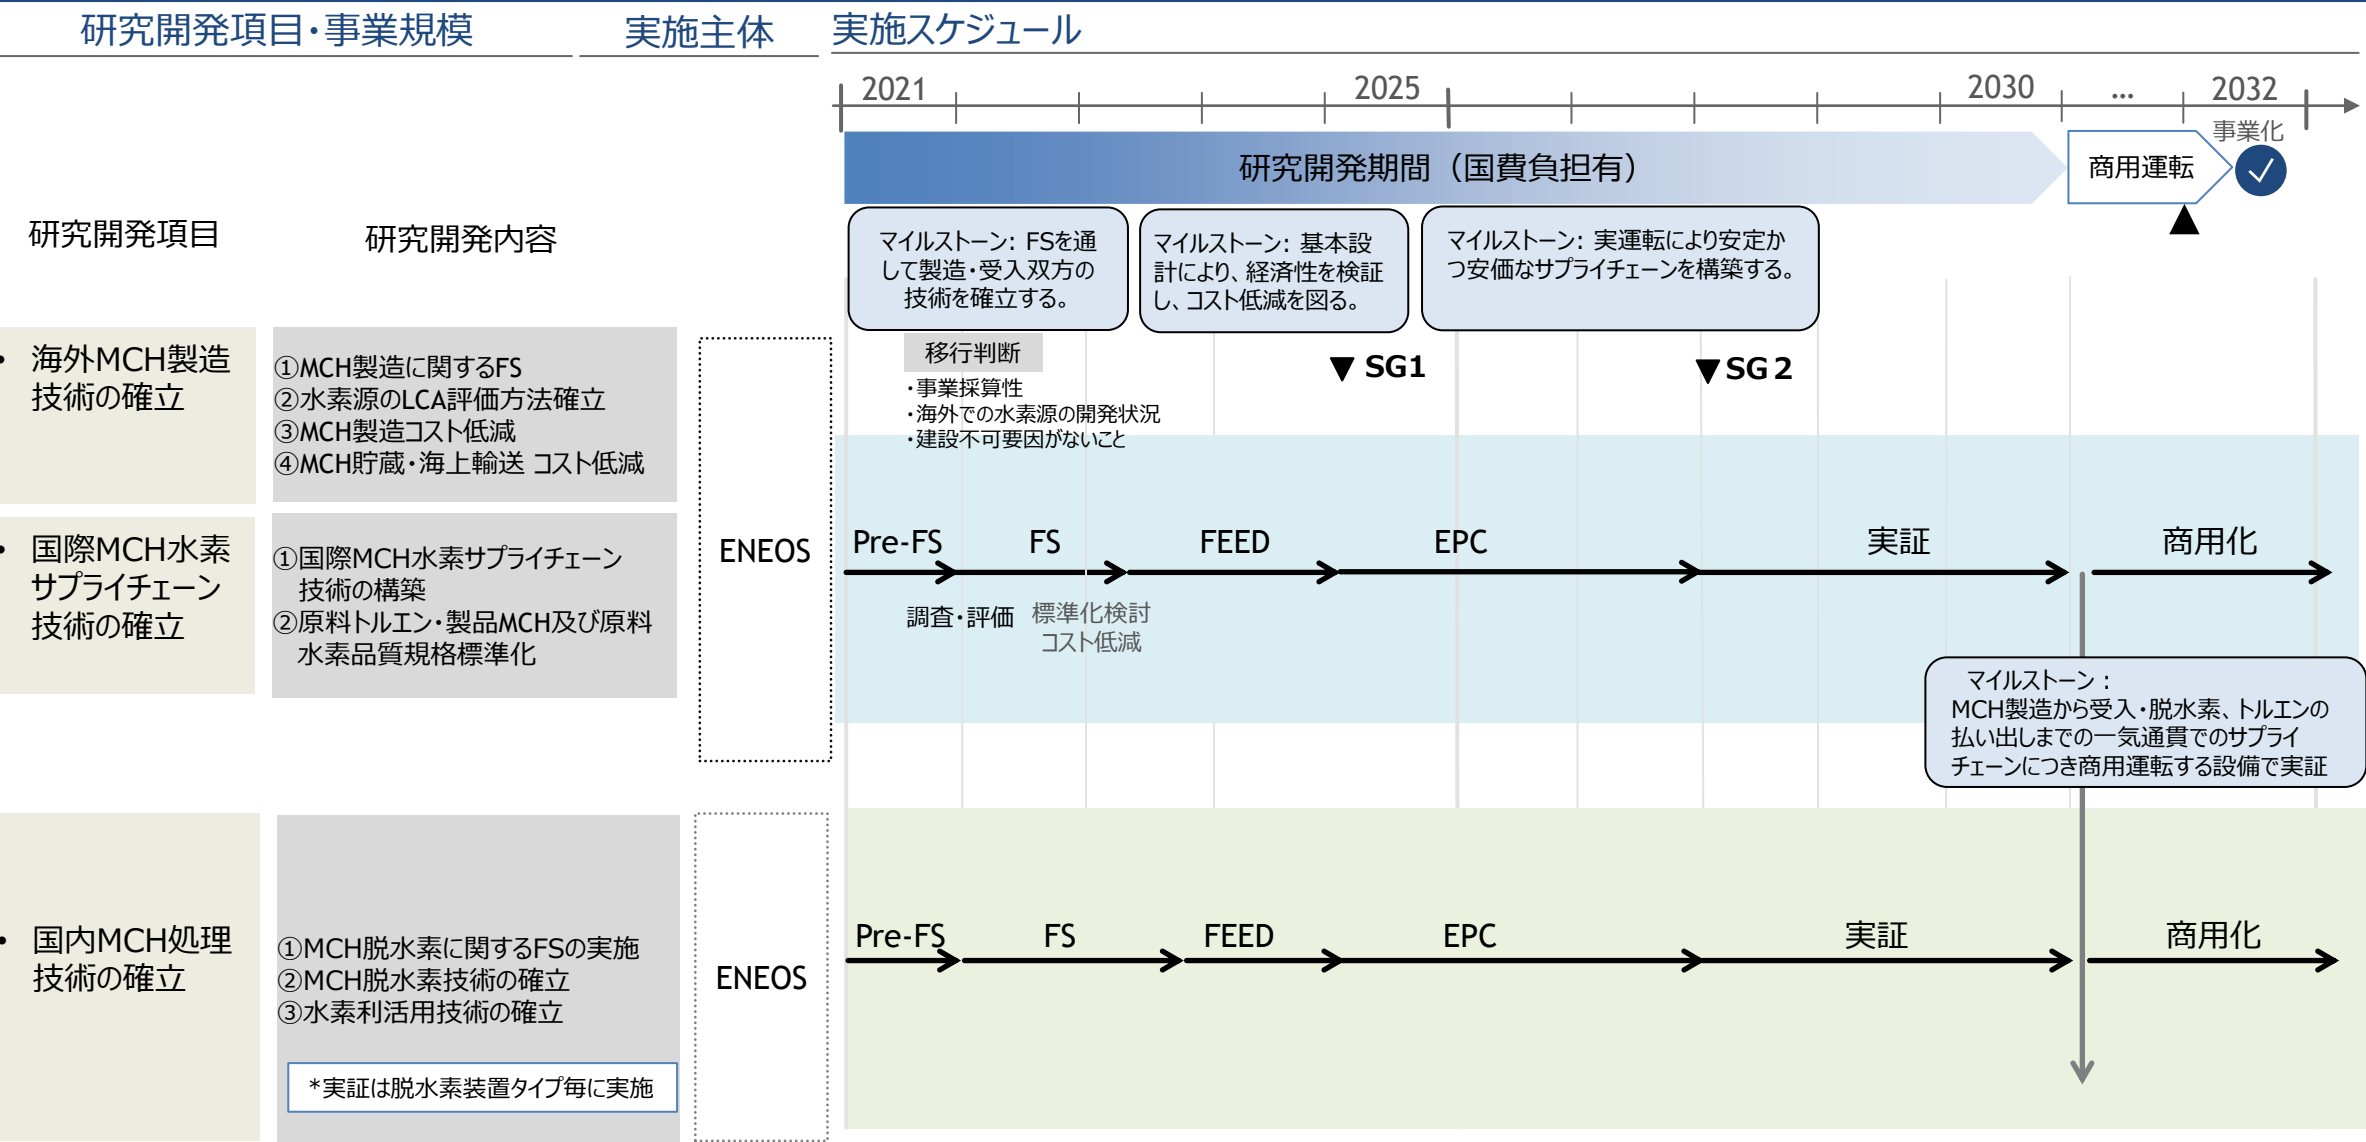 研究開発項目・事業規模
実施主体
実施スケジュール
2021
2025
2030
…
2032
事業化
研究開発期間（国費負担有）
商用運転
研究開発項目
研究開発内容
マイルストーン: FSを通
して製造・受入双方の
技術を確立する。
マイルストーン: 基本設
計により、経済性を検証
し、コスト低減を図る。
マイルストーン: 実運転により安定か
つ安価なサプライチェーンを構築する。
移行判断
・事業採算性
・海外での水素源の開発状況
・建設不可要因がないこと
▼ SG1
▼ SG２
• 海外MCH製造
技術の確立
①MCH製造に関するFS
②水素源のLCA評価方法確立
③MCH製造コスト低減
④MCH貯蔵・海上輸送 コスト低減
• 国際MCH水素
サプライチェーン
技術の確立
①国際MCH水素サプライチェーン
技術の構築
②原料トルエン・製品MCH及び原料
水素品質規格標準化
ENEOS
Pre-FS
FS
FEED
EPC
実証
商用化
調査・評価
標準化検討
コスト低減
マイルストーン：
MCH製造から受入・脱水素、トルエンの
払い出しまでの一気通貫でのサプライ
チェーンにつき商用運転する設備で実証
• 国内MCH処理
技術の確立
①MCH脱水素に関するFSの実施
②MCH脱水素技術の確立
③水素利活用技術の確立
*実証は脱水素装置タイプ毎に実施
ENEOS
Pre-FS
FS
FEED
EPC
実証
商用化